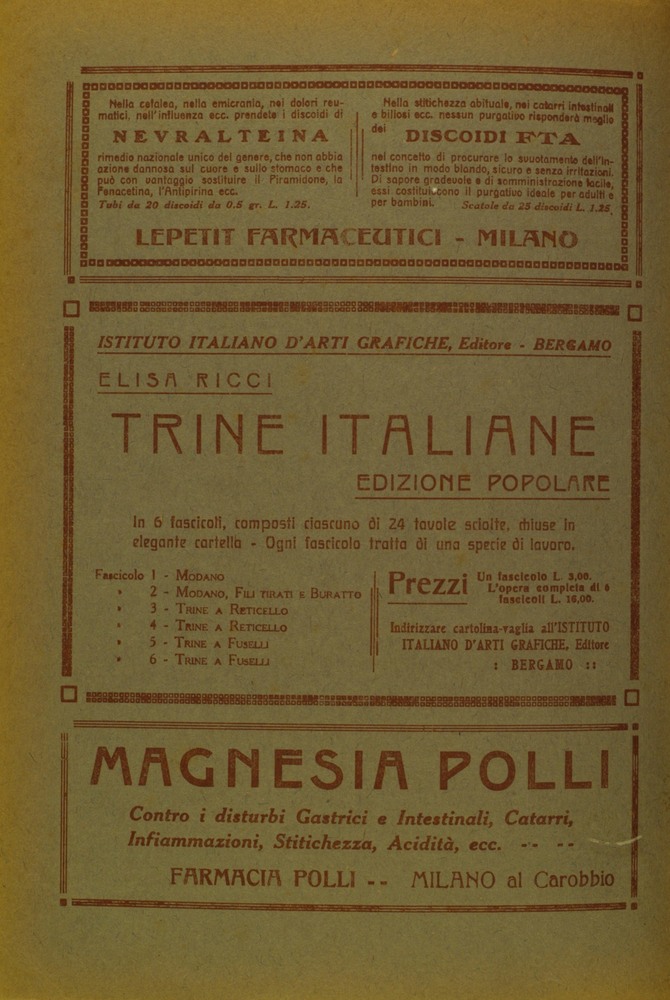 Nella cefalea, nella emicrania, nei dolori reu-
matici, nell'influenza ecc. prendete i discoidi di
NEVRALTEINA
rimedio nazionale unico del genere, che non abbia
azione dannosa sul cuore e sullo stomaco e che
può con vantaggio sostituire il Piramidone, la
Fenacetina, l'Antipirina ecc.
Tubi da 20 discoidi da 0.5 gr. L. 1.25.
Nella stitichezza abituale, nei catarri intestinali
e biliosi ecc. nessun purgativo risponderà meglio
dei DISCOIDI FTA
nel concetto di procurare lo svuotamento dell'in-
testino in modo blando, sicuro e senza irritazioni.
Di sapore gradevole e di somministrazione facile,
essi costituiscono il purgativo ideale per adulti e
per bambini. Scatole da 25 discoidi L. 1.25
LEPETIT FARMACEUTICI - MILANO
ISTITUTO ITALIANO D'ARTI GRAFICHE, Editore - BERGAMO
ELISA RICCI
TRINE ITALIANE
EDIZIONE POPOLARE
In 6 fascicoli, composti ciascuno di 24 tavole sciolte, chiuse in
elegante cartella - Ogni fascicolo tratta di una specie di lavoro.
Fascicolo 1 - MODANO
" 2 - MODANO, FILI TIRATI E BURATTO
" 3 - TRINE A RETICELLO
" 4 - TRINE A RETICELLO
" 5 - TRINE A FUSELLI
" 6 - TRINE A FUSELLI
Prezzi Un fascicolo L. 3,00.
L'opera completa di 6
fascicoli L. 16,00.
Indirizzare cartolina-vaglia all'ISTITUTO
ITALIANO D'ARTI GRAFICHE, Editore
: BERGAMO ::
MAGNESIA POLLI
Contro i disturbi Gastrici e Intestinali, Catarri,
Infiammazioni, Stitichezza, Acidità, ecc. -- --
FARMACIA POLLI -- MILANO al Carobbio